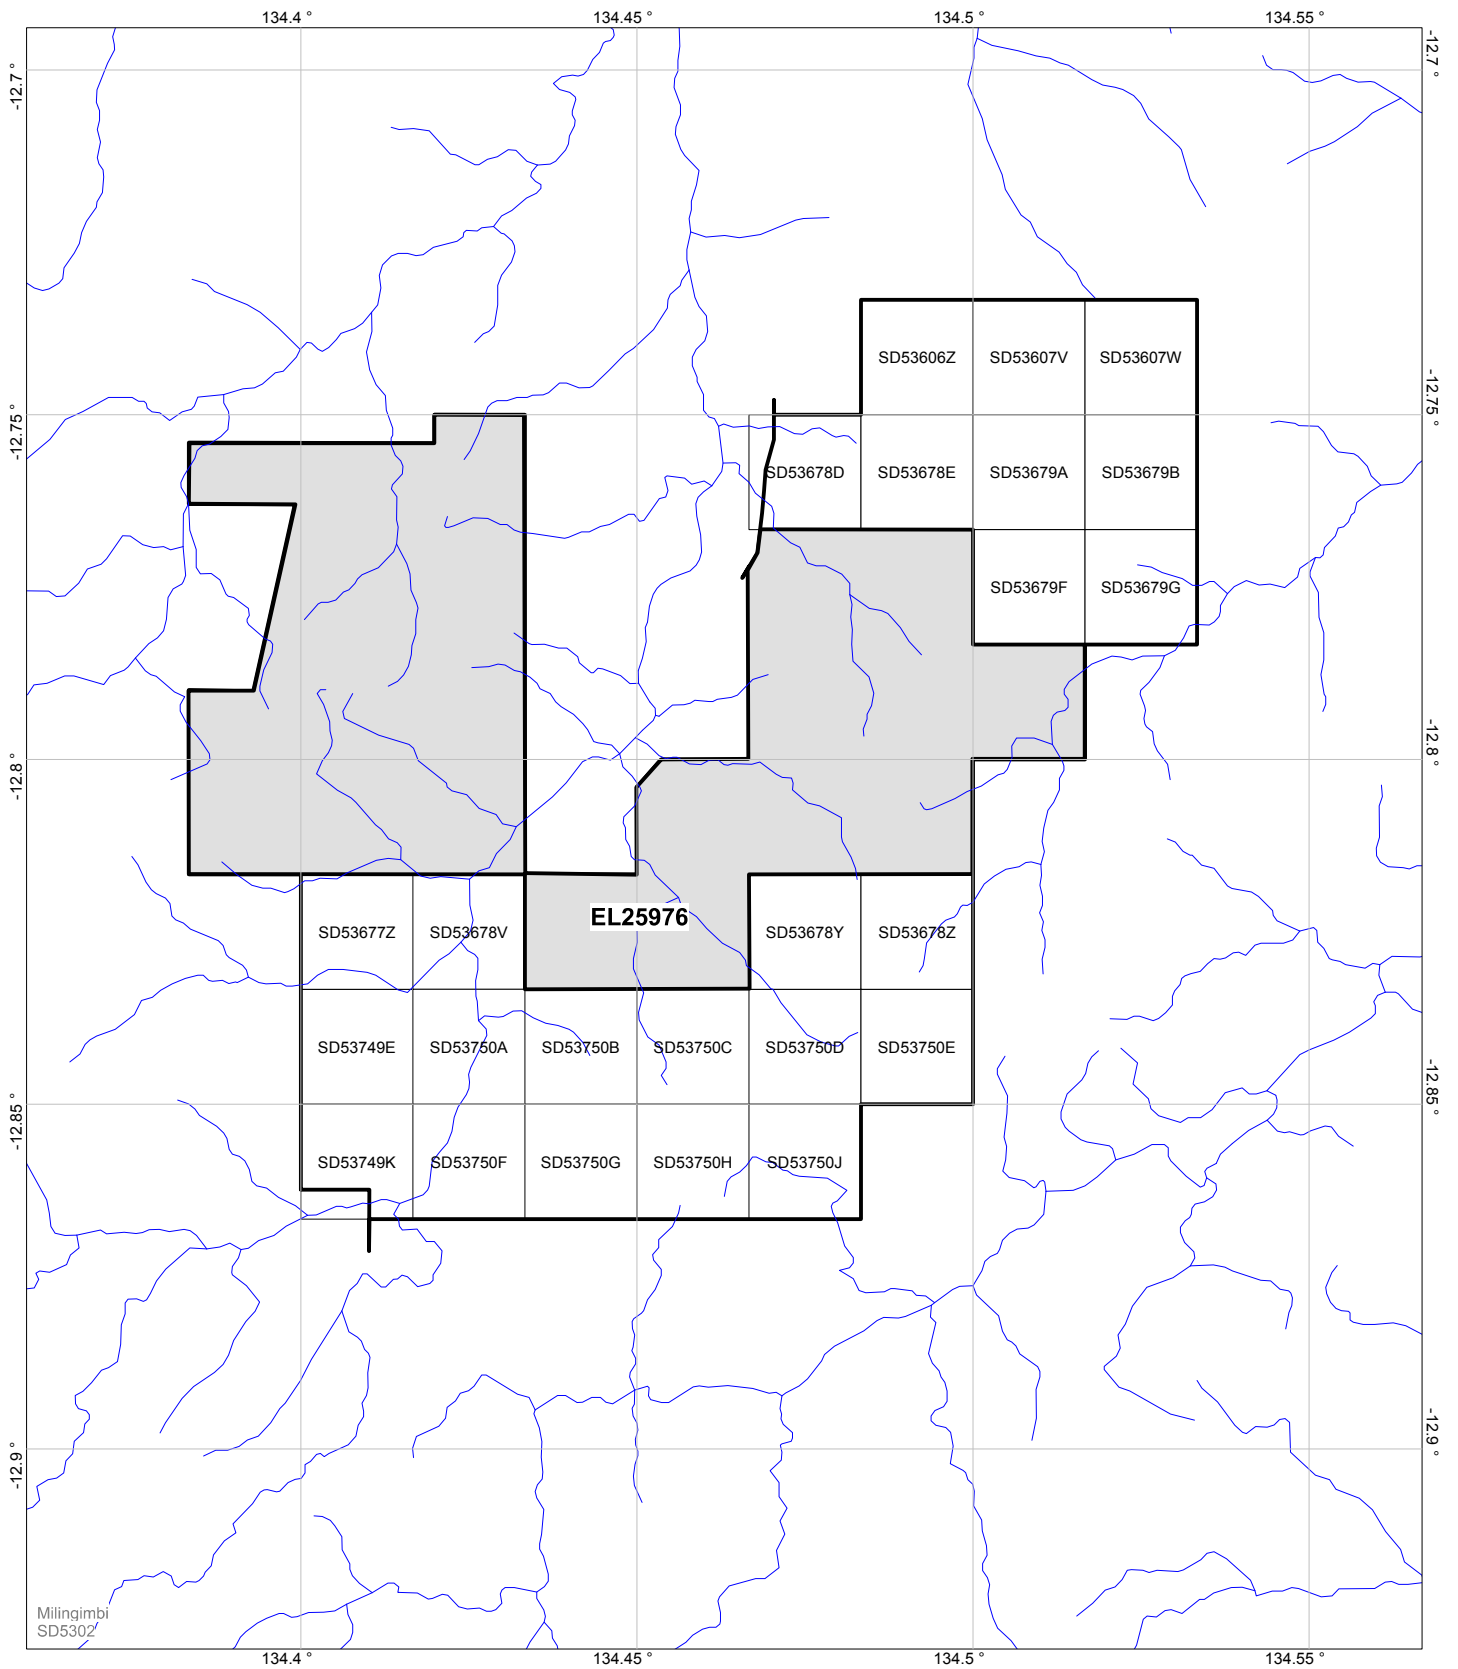 134.4 °
134.45 °
134.5 °
134.55 °
-12.7 °
-12.7 °
SD53606Z
SD53607V
SD53607W
-12.75 °
-12.75 °
SD53678D
SD53678E
SD53679A
SD53679B
SD53679F
SD53679G
-12.8 °
-12.8 °
EL25976
SD53677Z
SD53678V
SD53678Y
SD53678Z
SD53749E
SD53750A
SD53750B
SD53750C
SD53750D
SD53750E
-12.85 °
-12.85 °
SD53749K
SD53750F
SD53750G
SD53750H
SD53750J
-12.9 °
-12.9 °
Milingimbi
SD5302
134.4 °
134.45 °
134.5 °
134.55 °